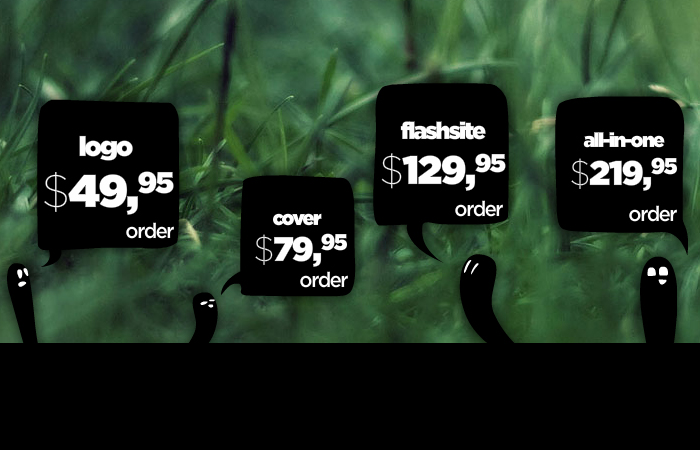 logo
$49,95
order
cover
$79,95
order
flashsite
$129,95
order
all-in-one
$219,95
order